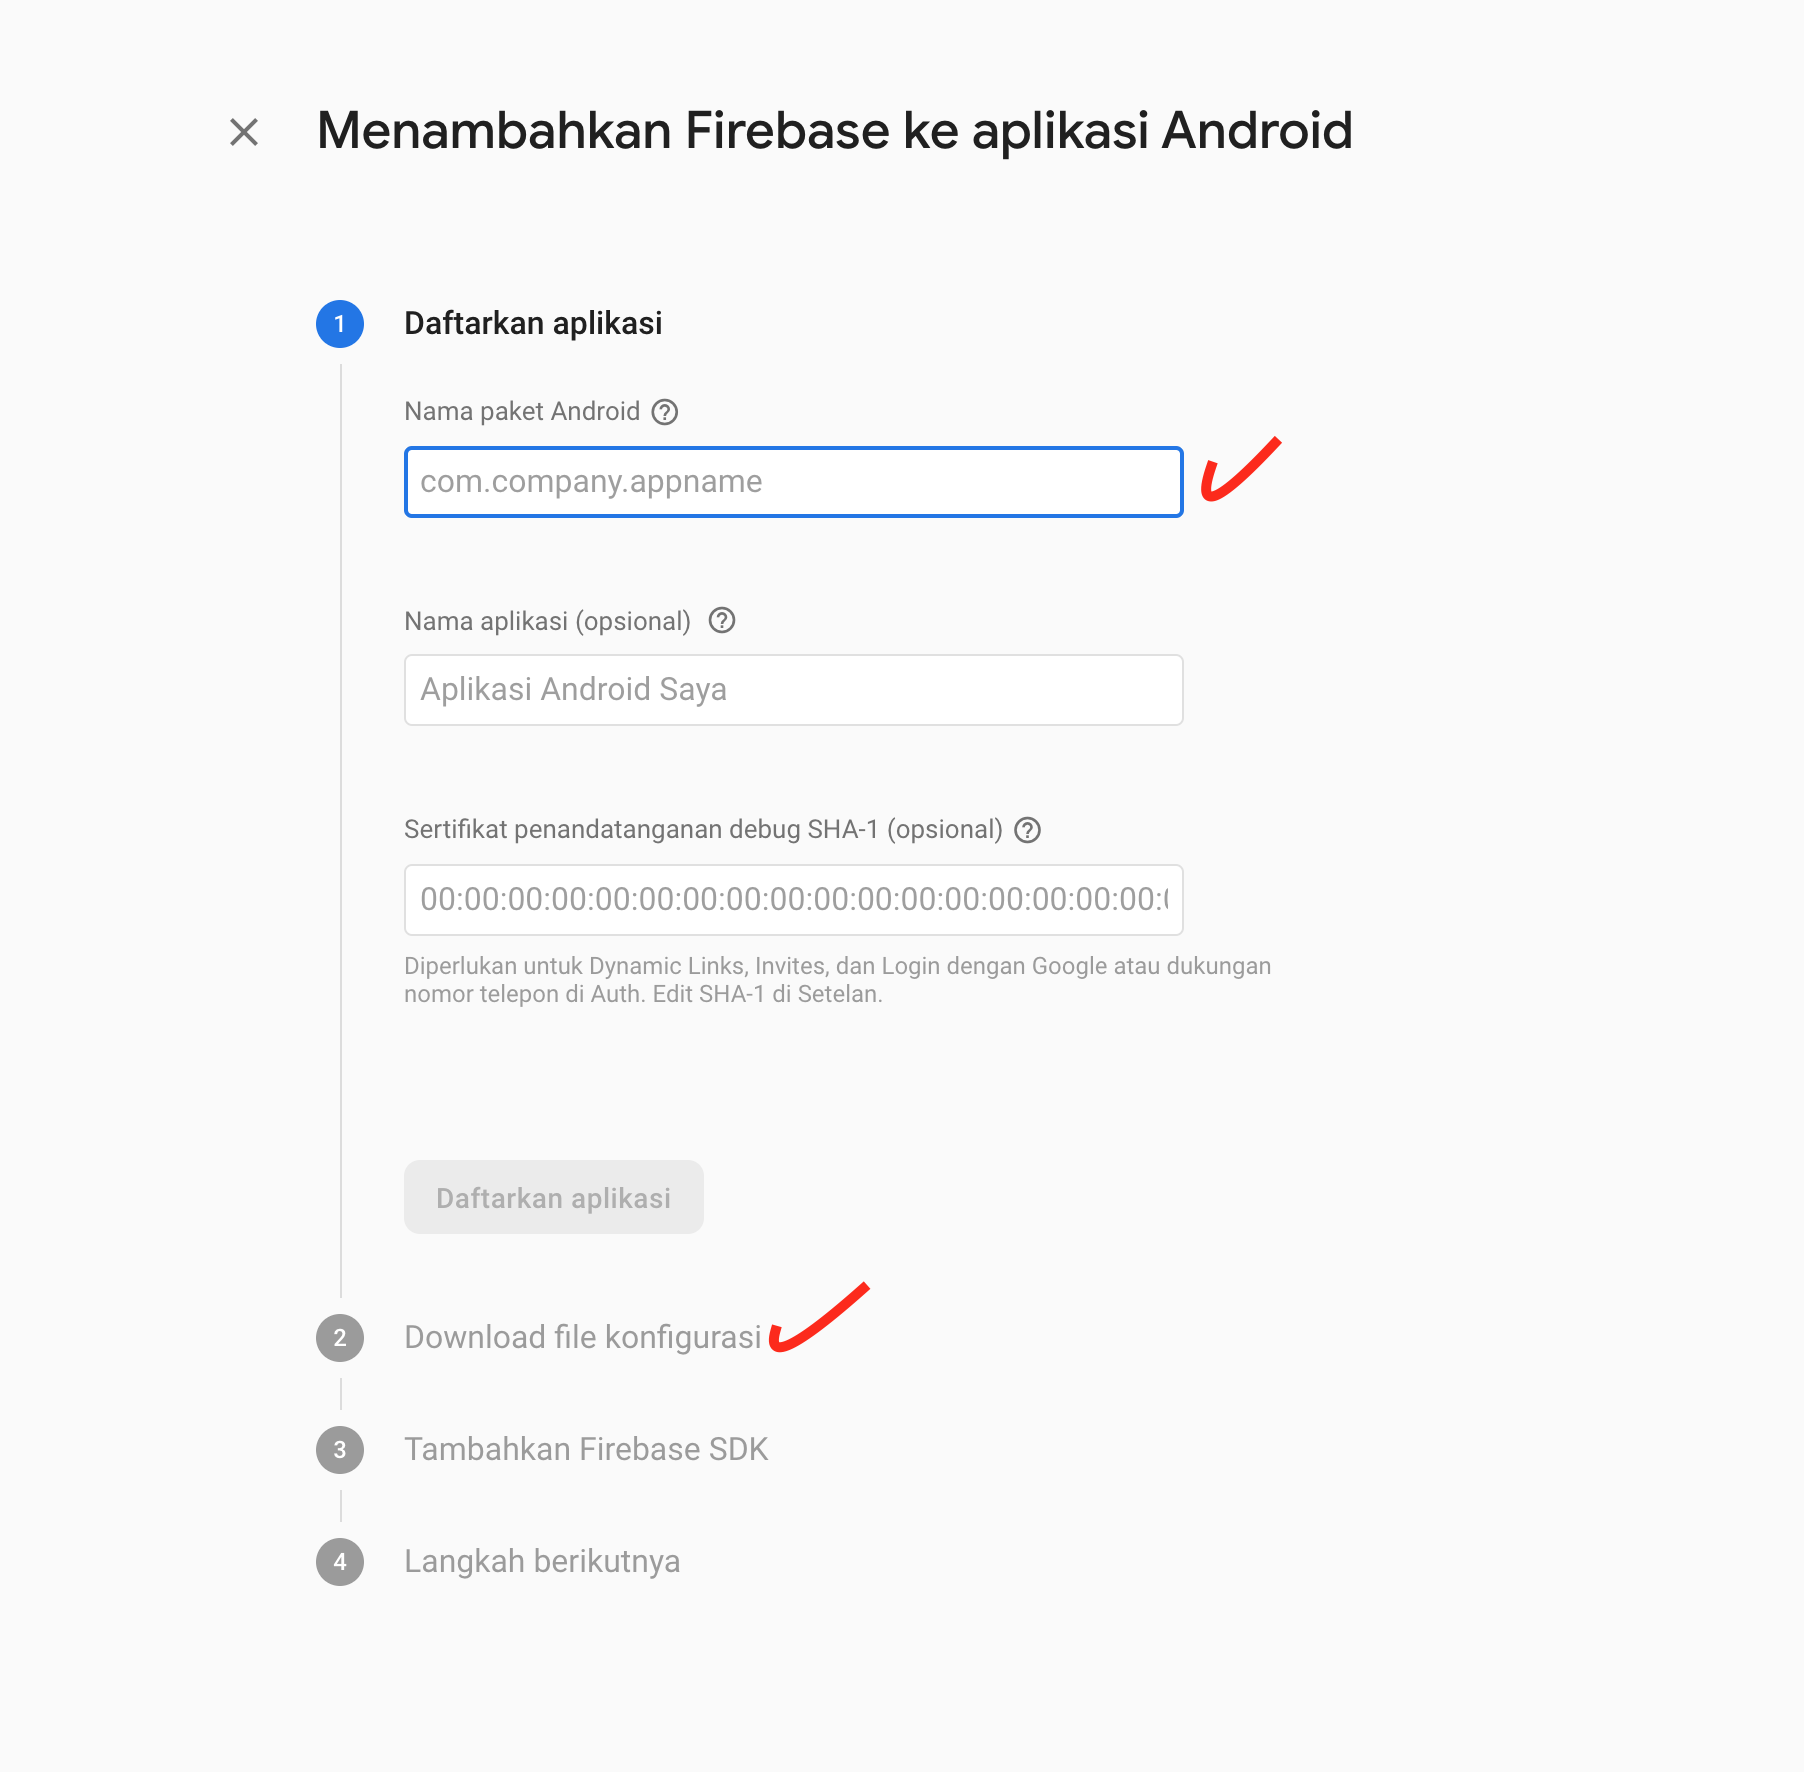 Menambahkan Firebase ke aplikasi Android
1 Daftarkan aplikasi
Nama paket Android
com.company.appname
Nama aplikasi (opsional)
Aplikasi Android Saya
Sertifikat penandatanganan debug SHA-1 (opsional)
00:00:00:00:00:00:00:00:00:00:00:00:00:00:00:00:00:
Diperlukan untuk Dynamic Links, Invites, dan Login dengan Google atau dukungan
nomor telepon di Auth. Edit SHA-1 di Setelan.
Daftarkan aplikasi
2 Download file konfigurasi
3 Tambahkan Firebase SDK
4 Langkah berikutnya